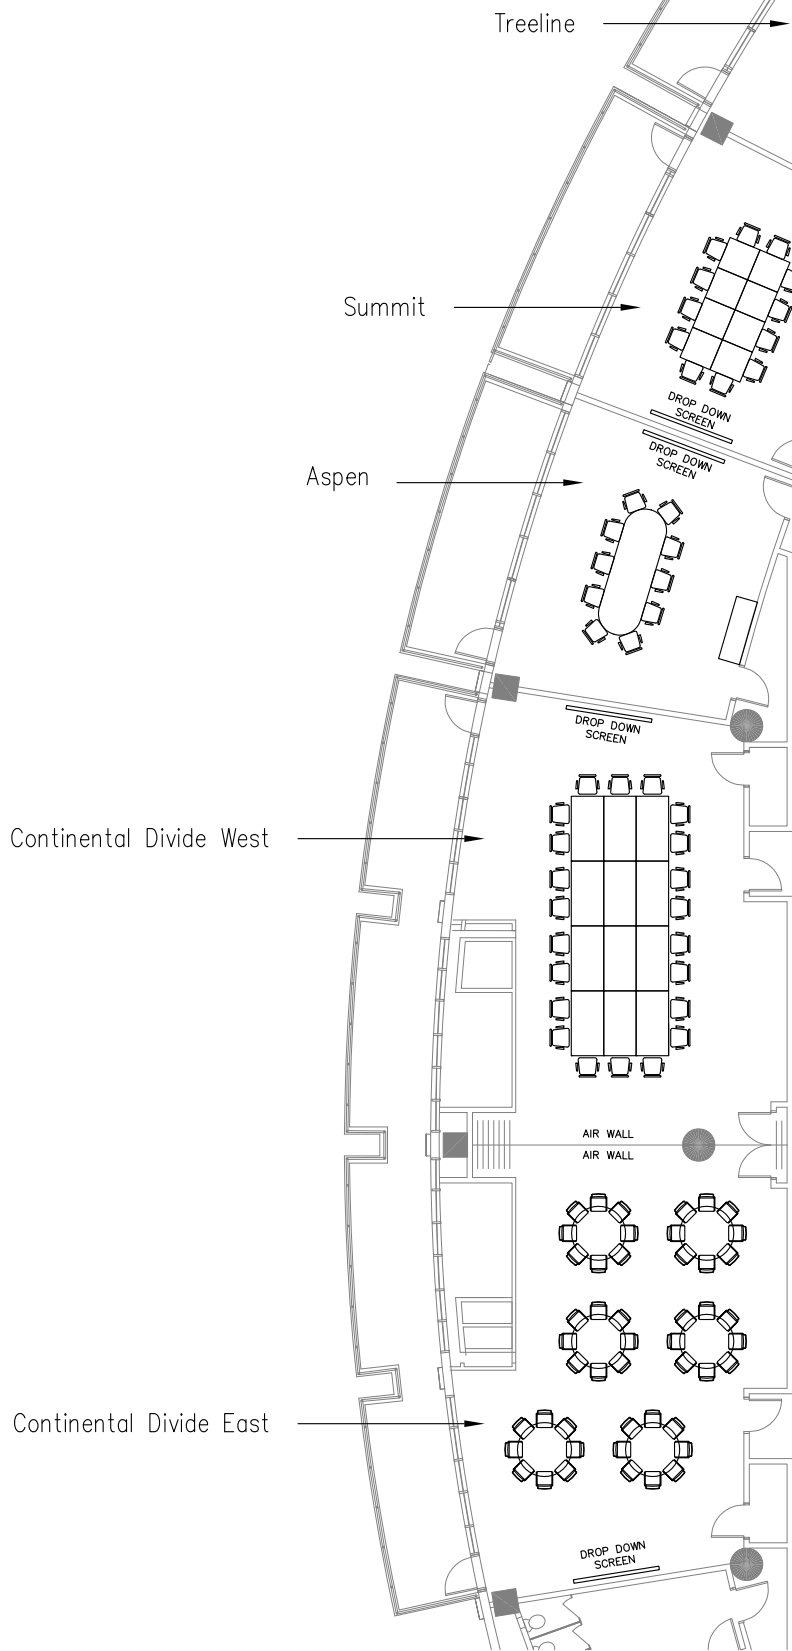 Treeline
Summit
DROP DOWN
SCREEN
DROP DOWN
SCREEN
Aspen
DROP DOWN
SCREEN
Continental Divide West
AIR WALL
AIR WALL
Continental Divide East
DROP DOWN
SCREEN